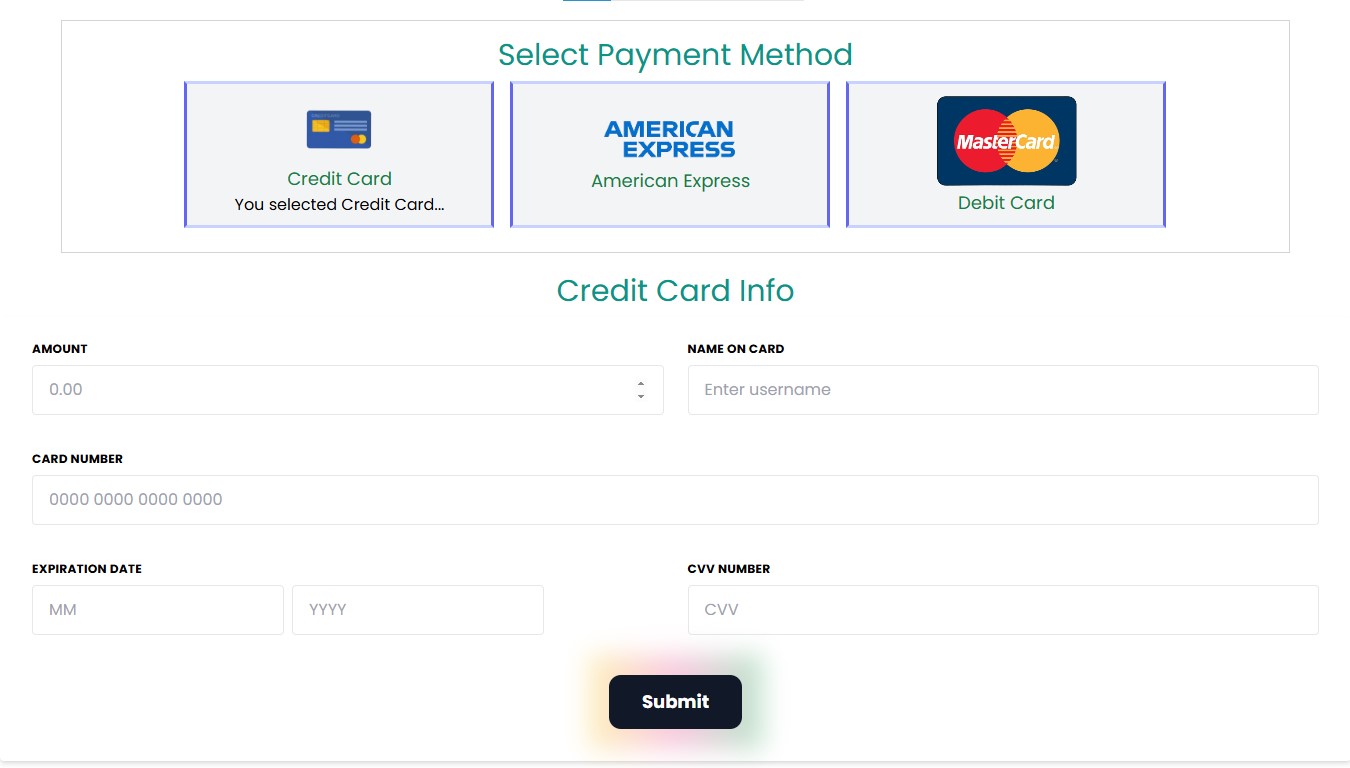 Select Payment Method
Credit Card
You selected Credit Card...
AMERICAN
EXPRESS
American Express
MasterCard
Debit Card
Credit Card Info
AMOUNT
NAME ON CARD
0.00
Enter username
CARD NUMBER
0000 0000 0000 0000
EXPIRATION DATE
CVV NUMBER
MM
YYYY
CVV
Submit